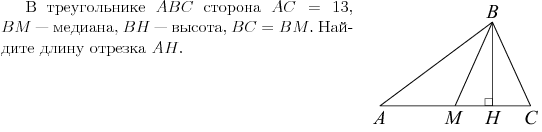 В треугольнике ABC сторона AC = 13,
BM — медиана, BH — высота, BC = BM. Най-
дите длину отрезка AH.
B
A M H C